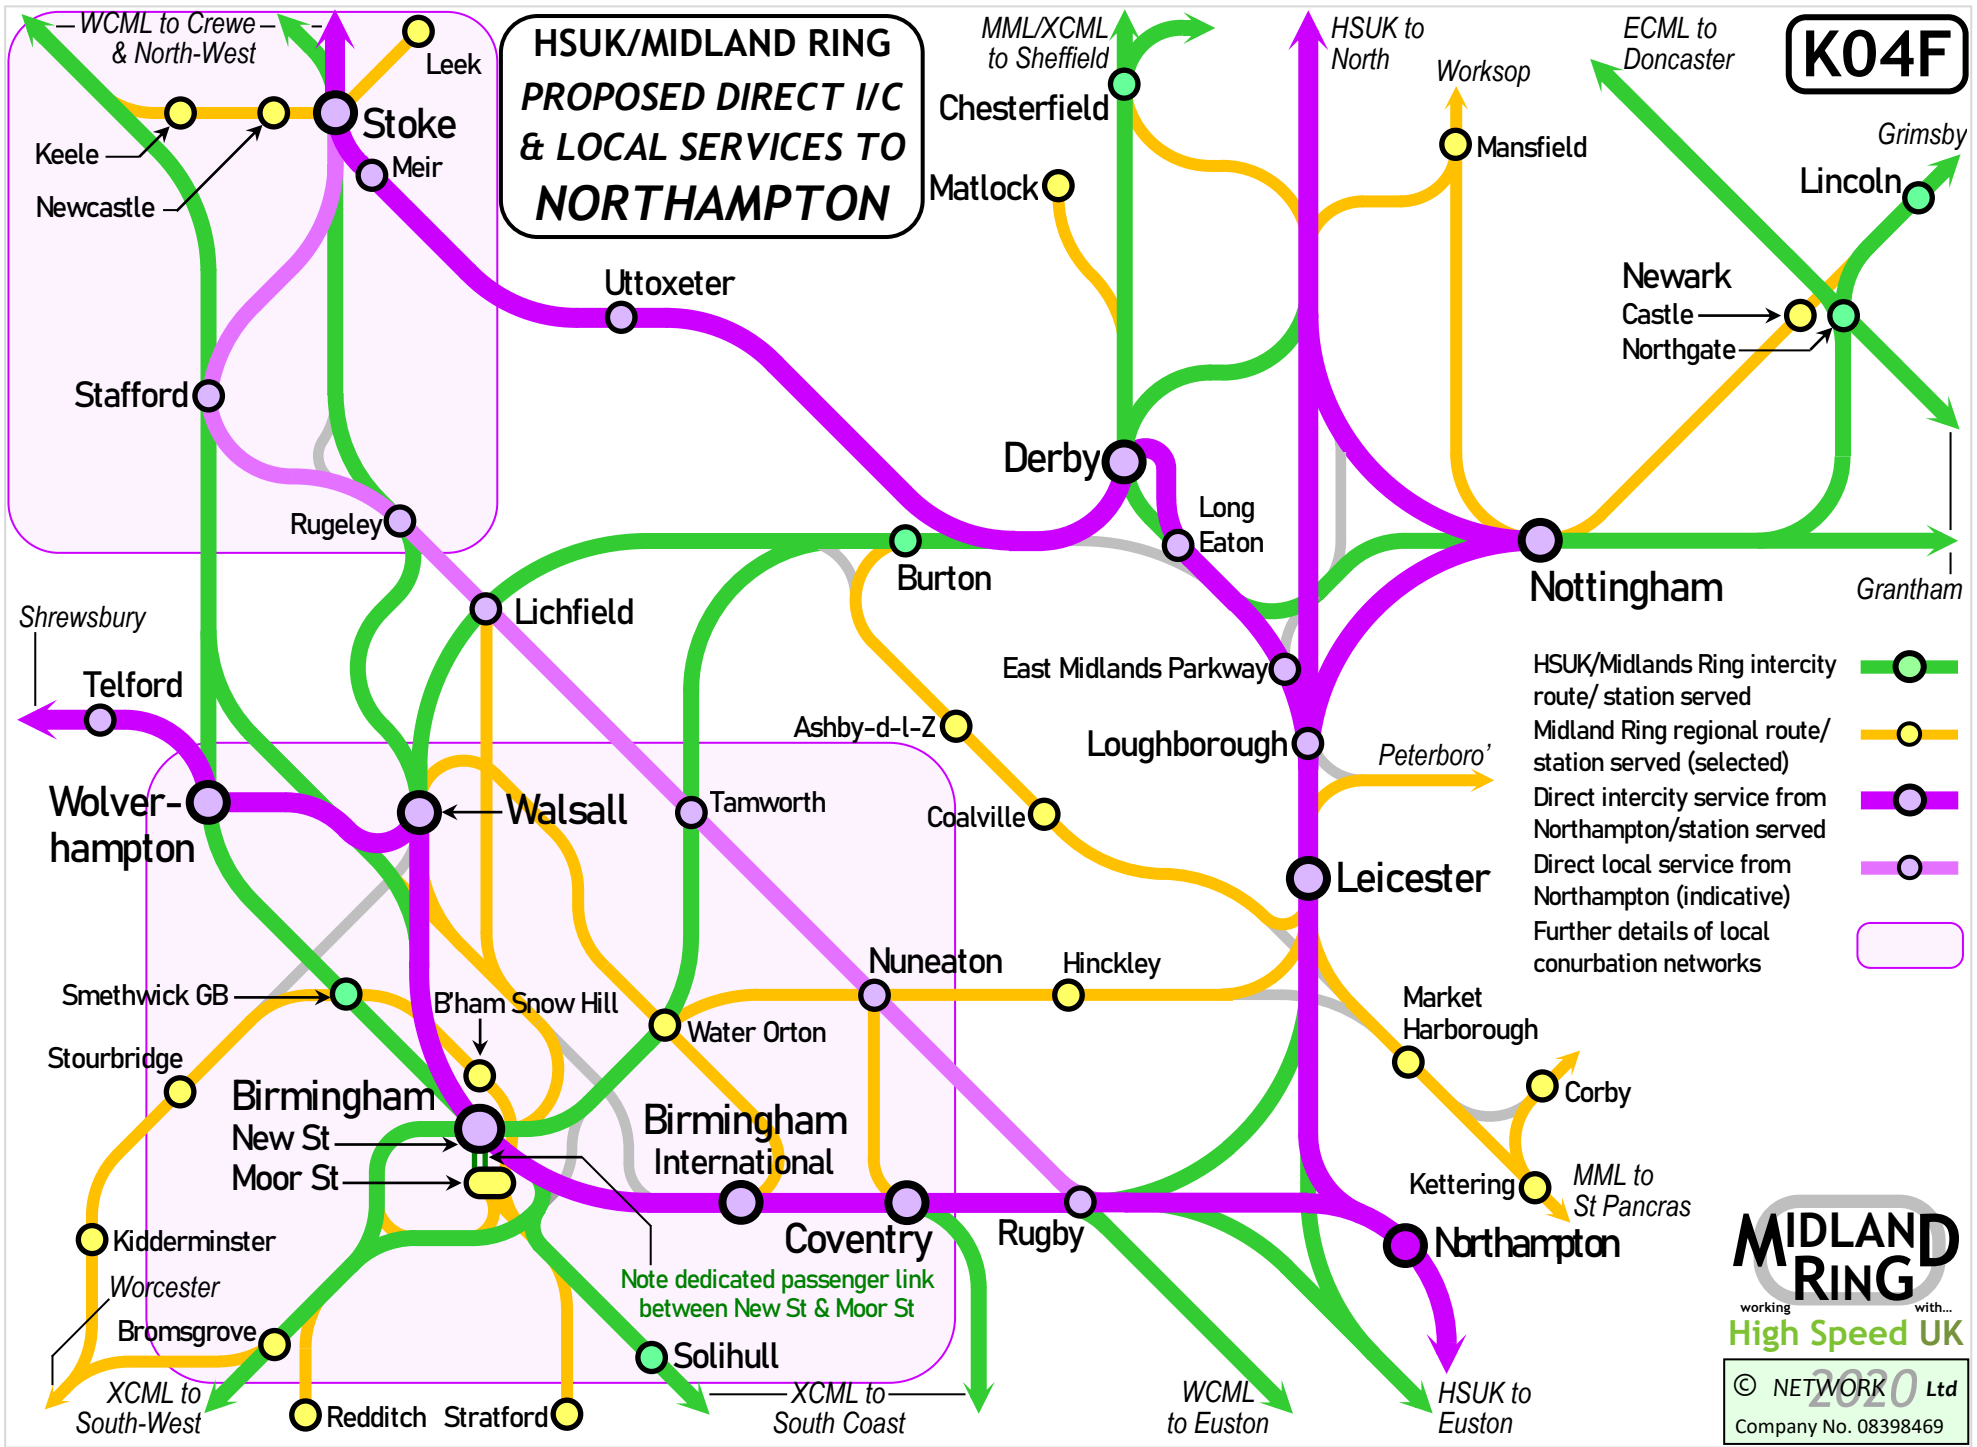 WCML to Crewe
& North-West
Leek
HSUK/MIDLAND RING
PROPOSED DIRECT I/C
& LOCAL SERVICES TO
NORTHAMPTON
MML/XCML
to Sheffield
HSUK to
North
ECML to
Doncaster
K04F
Worksop
Chesterfield
Stoke
Keele
Meir
Newcastle
Mansfield
Grimsby
Matlock
Lincoln
Uttoxeter
Newark
Castle
Northgate
Stafford
Derby
Long
Eaton
Rugeley
Burton
Nottingham
Grantham
Shrewsbury
Lichfield
Telford
East Midlands Parkway
Ashby-d-l-Z
Loughborough
Peterboro'
HSUK/Midlands Ring intercity
route/ station served
Midland Ring regional route/
station served (selected)
Direct intercity service from
Northampton/station served
Direct local service from
Northampton (indicative)
Further details of local
conurbation networks
Wolver-
hampton
Walsall
Tamworth
Coalville
Leicester
Nuneaton
Hinckley
Smethwick GB
B'ham Snow Hill
Water Orton
Market
Harborough
Stourbridge
Corby
Birmingham
New St
Moor St
Birmingham
International
Kettering
MML to
St Pancras
Coventry
Rugby
Northampton
Kidderminster
Worcester
Note dedicated passenger link
between New St & Moor St
Bromsgrove
Solihull
XCML to
South-West
Redditch
Stratford
XCML to
South Coast
WCML
to Euston
HSUK to
Euston
MIDLAND
RING
working with...
High Speed UK
© NETWORK 2020 Ltd
Company No. 08398469